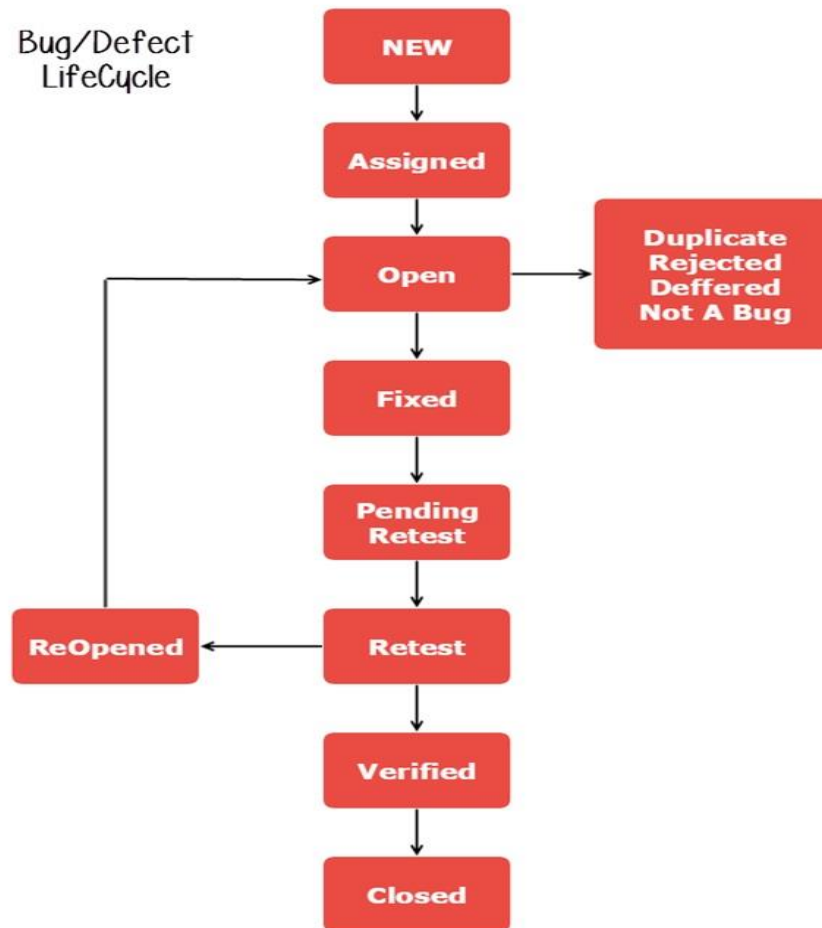 Bug/Defect
LifeCycle
NEW
Assigned
Open
Duplicate
Rejected
Deffered
Not A Bug
Fixed
Pending
Retest
ReOpened
Retest
Verified
Closed